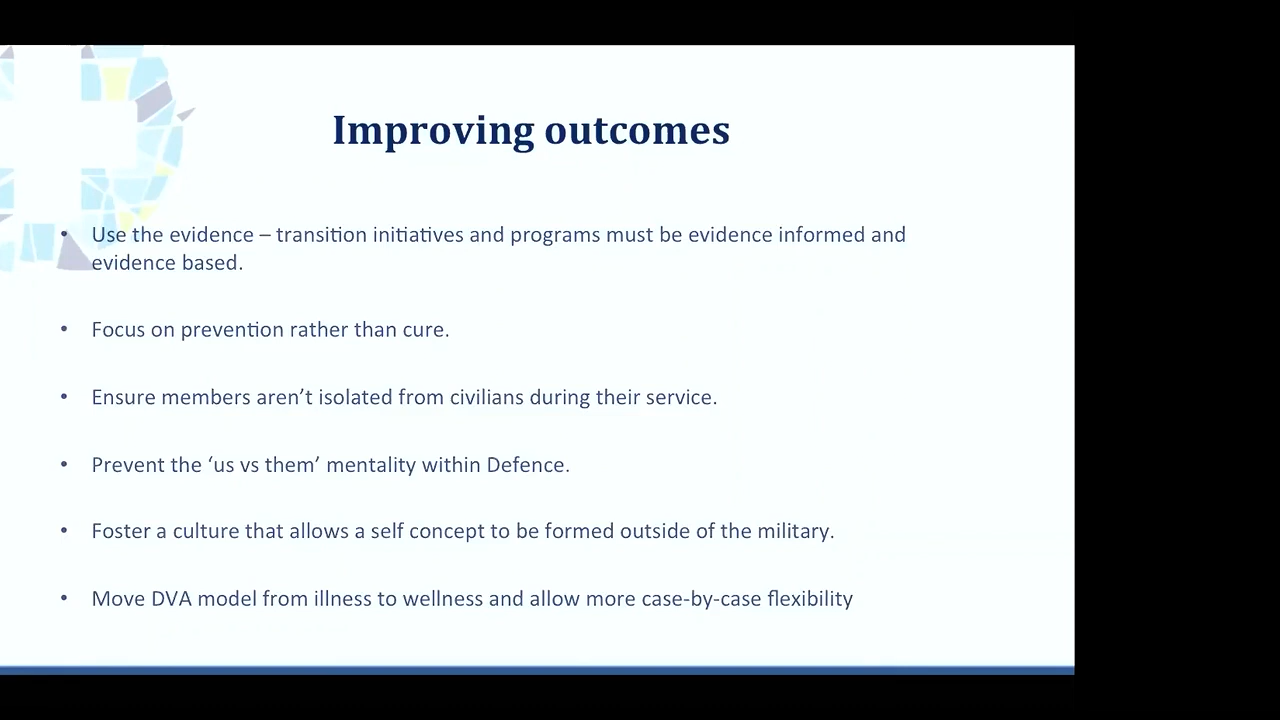 Improving outcomes
• Use the evidence – transition initiatives and programs must be evidence informed and
evidence based.
• Focus on prevention rather than cure.
• Ensure members aren’t isolated from civilians during their service.
• Prevent the ‘us vs them’ mentality within Defence.
• Foster a culture that allows a self concept to be formed outside of the military.
• Move DVA model from illness to wellness and allow more case-by-case flexibility